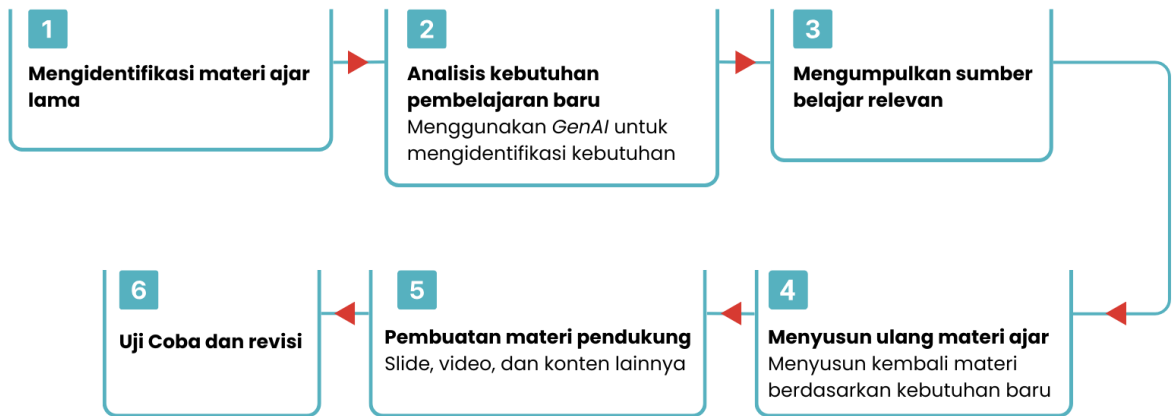 1
Mengidentifikasi materi ajar
lama
2
Analisis kebutuhan
pembelajaran baru
Menggunakan GenAI untuk
mengidentifikasi kebutuhan
3
Mengumpulkan sumber
belajar relevan
4
Menyusun ulang materi ajar
Menyusun kembali materi
berdasarkan kebutuhan baru
5
Pembuatan materi pendukung
Slide, video, dan konten lainnya
6
Uji Coba dan revisi